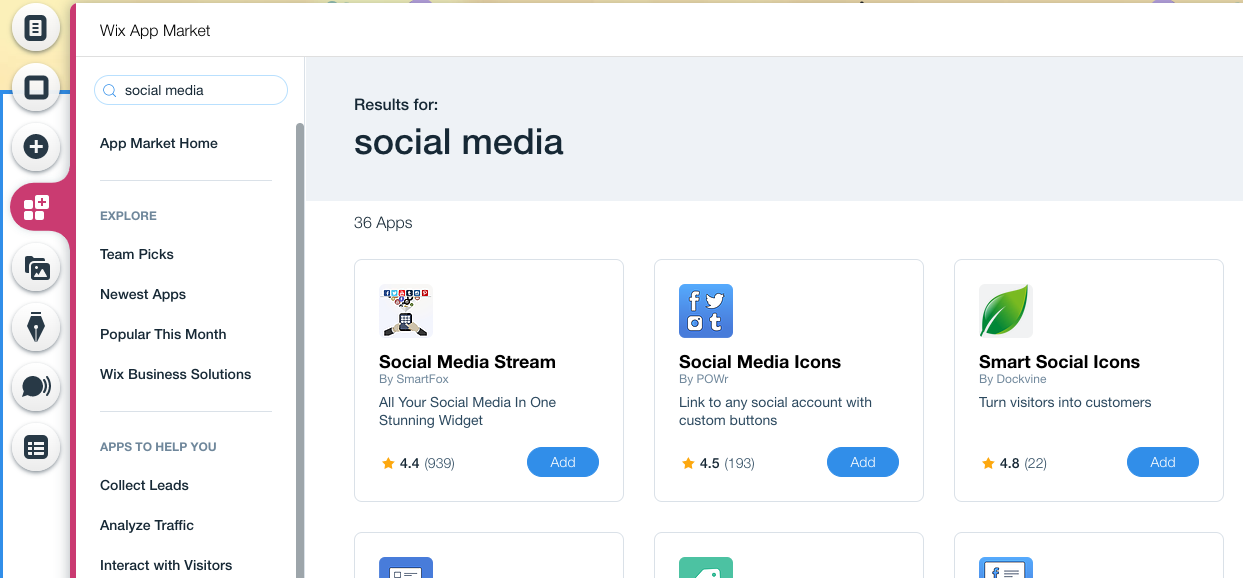 Wix App Market
social media
App Market Home
EXPLORE
Team Picks
Newest Apps
Popular This Month
Wix Business Solutions
APPS TO HELP YOU
Collect Leads
Analyze Traffic
Interact with Visitors
Results for:
social media
36 Apps
Social Media Stream
By SmartFox
All Your Social Media In One
Stunning Widget
4.4 (939)
Add
Social Media Icons
By POWr
Link to any social account with
custom buttons
4.5 (193)
Add
Smart Social Icons
By Dockvine
Turn visitors into customers
4.8 (22)
Add